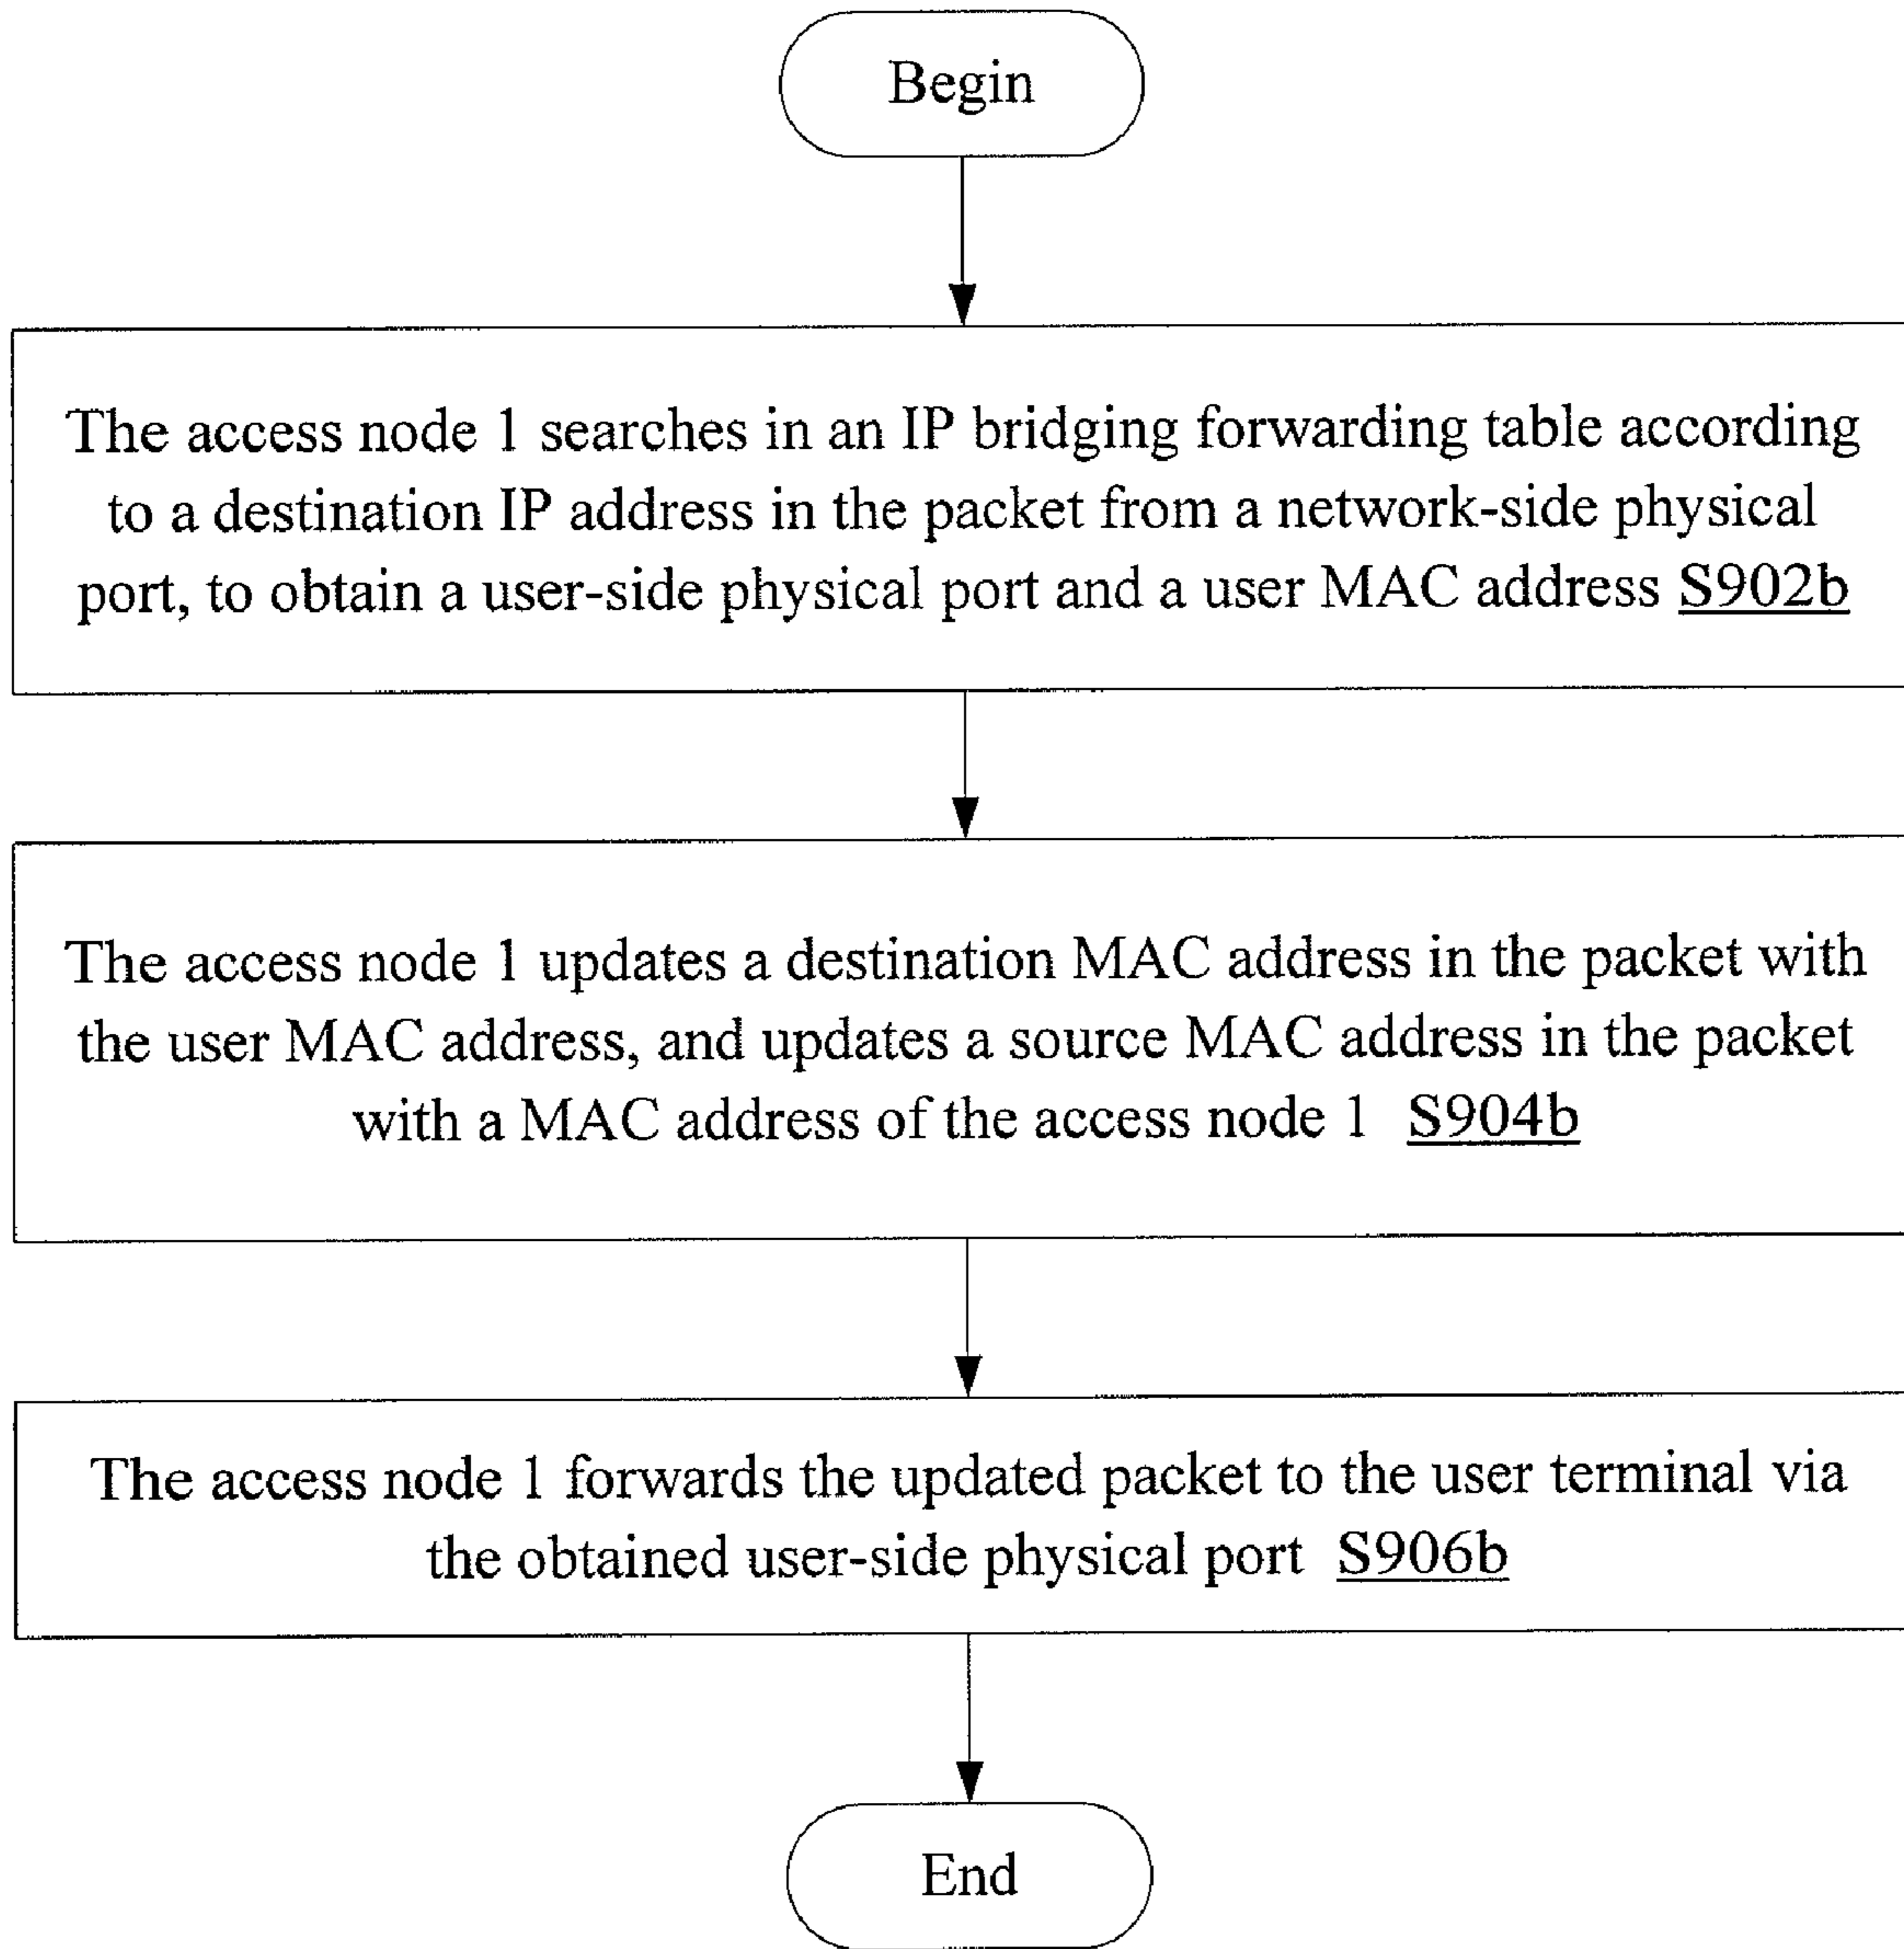 Begin
The access node 1 searches in an IP bridging forwarding table according
to a destination IP address in the packet from a network-side physical
port, to obtain a user-side physical port and a user MAC address S902b
The access node 1 updates a destination MAC address in the packet with
the user MAC address, and updates a source MAC address in the packet
with a MAC address of the access node 1 S904b
The access node 1 forwards the updated packet to the user terminal via
the obtained user-side physical port S906b
End